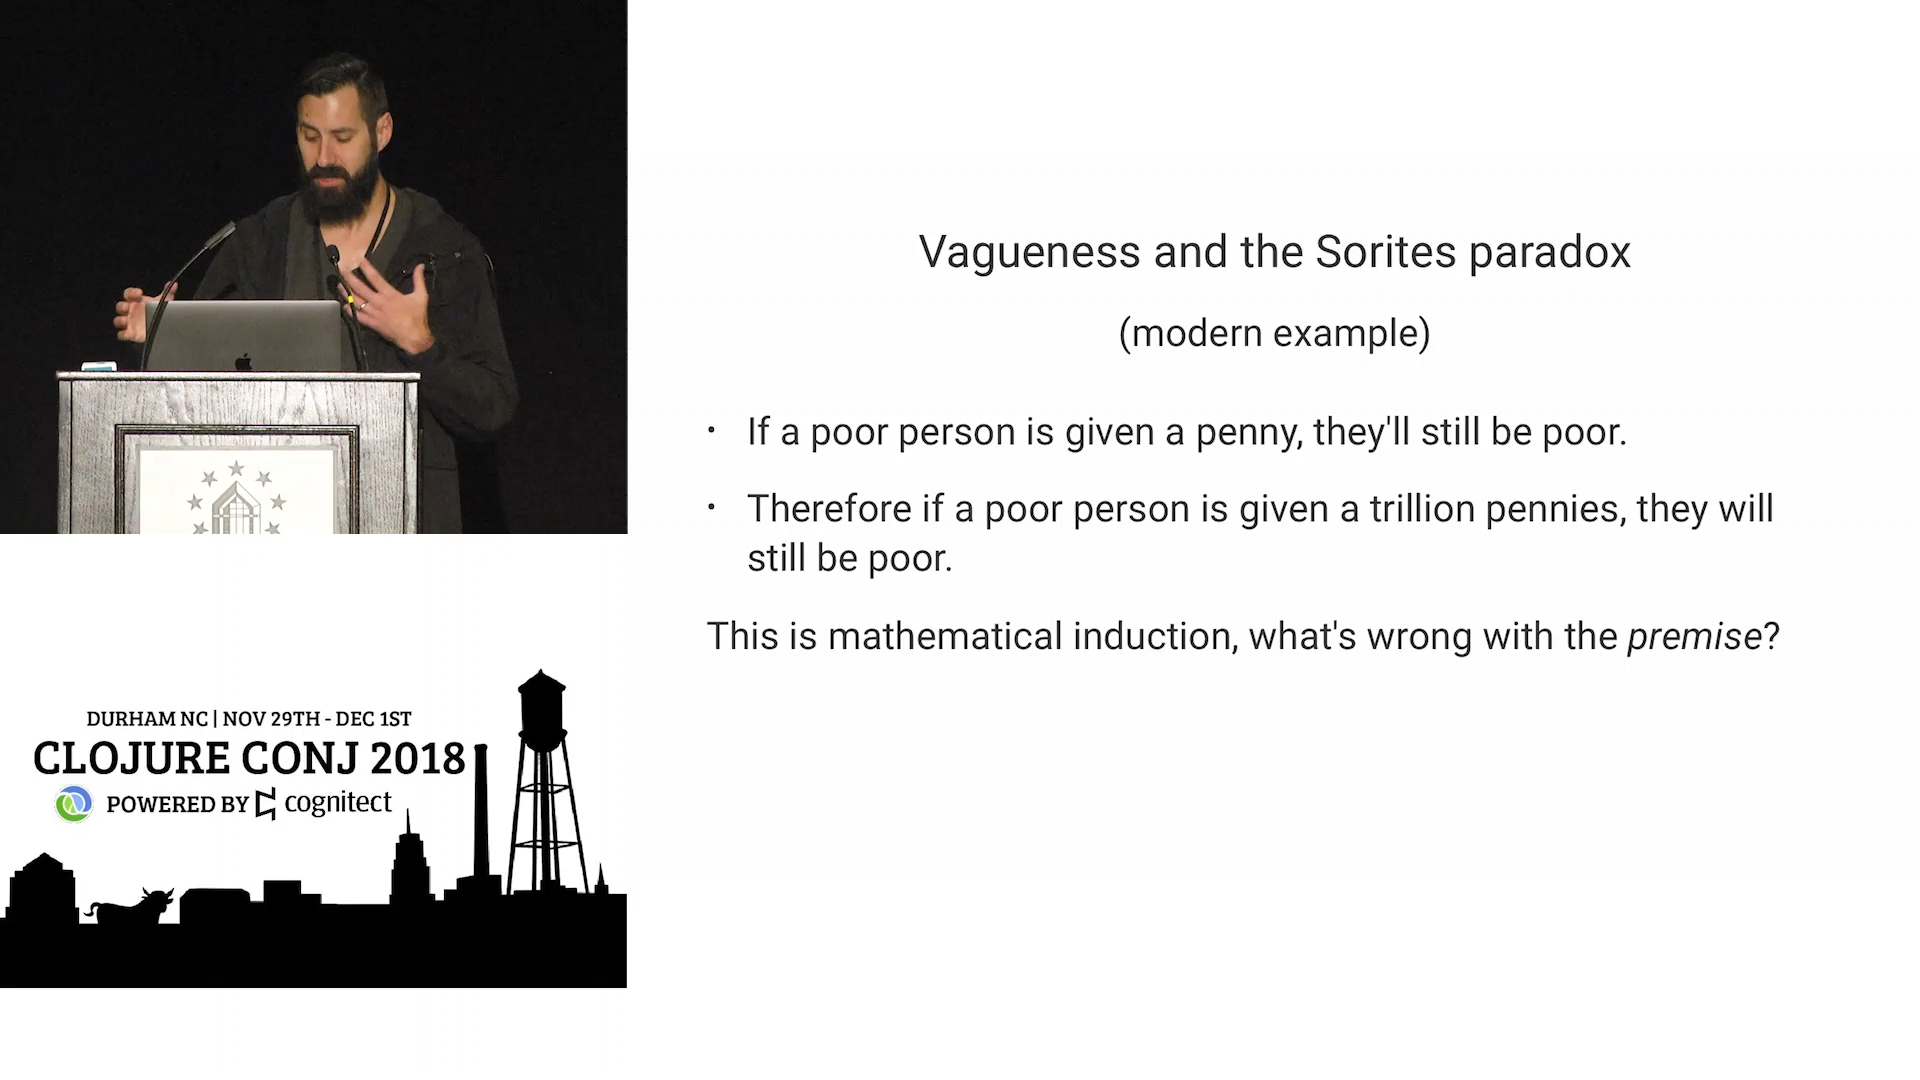 Vagueness and the Sorites paradox
(modern example)
• If a poor person is given a penny, they'll still be poor.
• Therefore if a poor person is given a trillion pennies, they will
still be poor.
This is mathematical induction, what's wrong with the premise?
DURHAM NC | NOV 29TH - DEC 1ST
CLOJURE CONJ 2018
POWERED BY cognitect